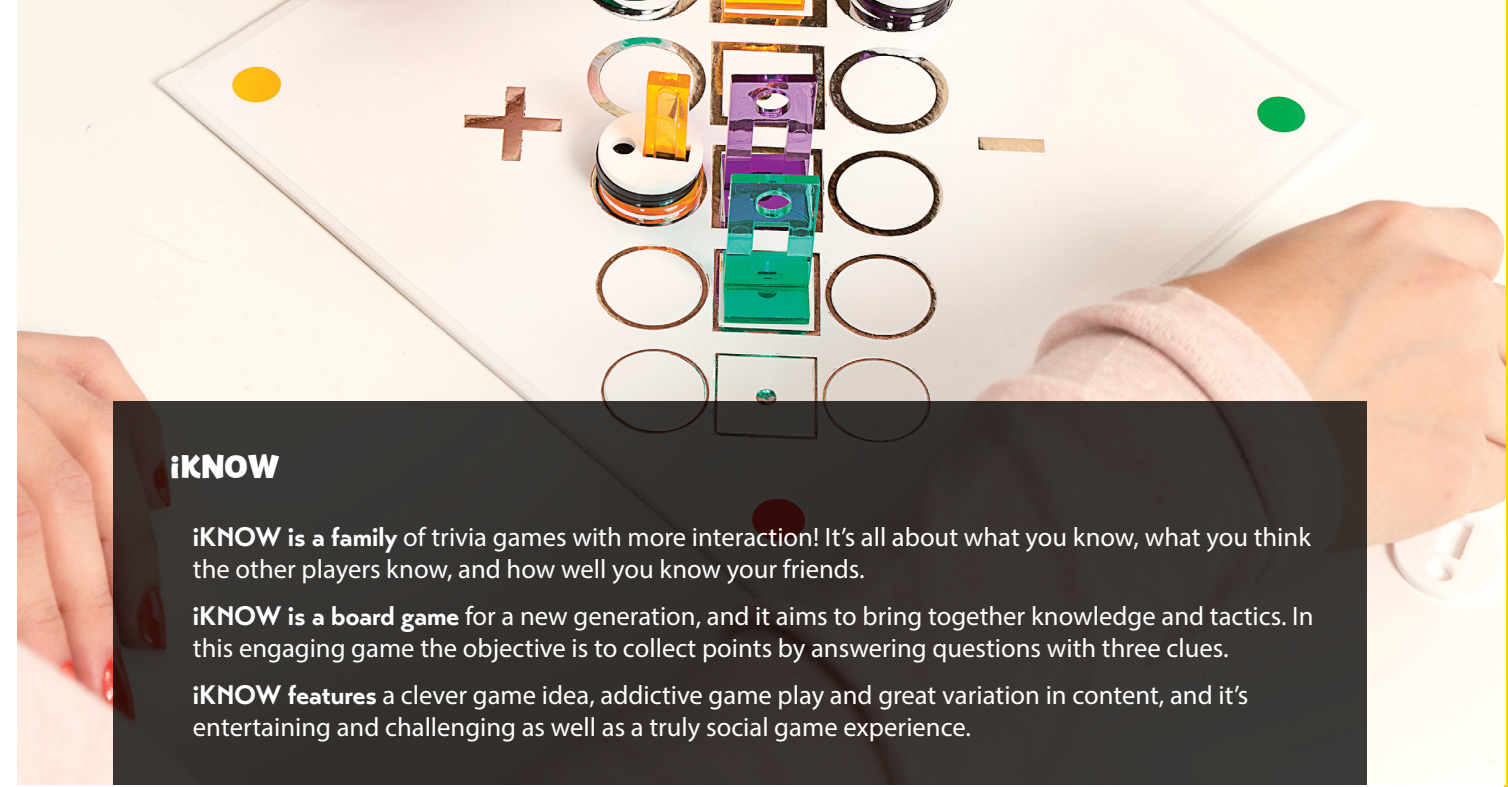 iKNOW
iKNOW is a family of trivia games with more interaction! It’s all about what you know, what you think
the other players know, and how well you know your friends.
iKNOW is a board game for a new generation, and it aims to bring together knowledge and tactics. In
this engaging game the objective is to collect points by answering questions with three clues.
iKNOW features a clever game idea, addictive game play and great variation in content, and it’s
entertaining and challenging as well as a truly social game experience.